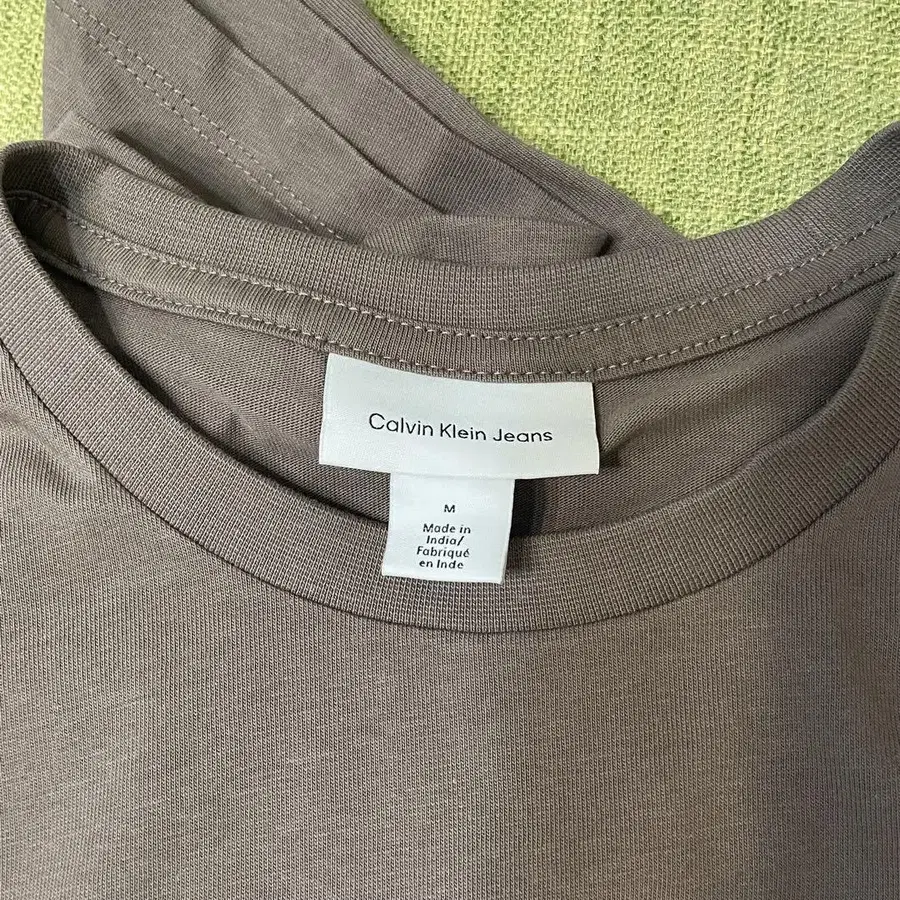 Calvin Klein Jeans
M
Made in
India/
Fabriqué
en Inde